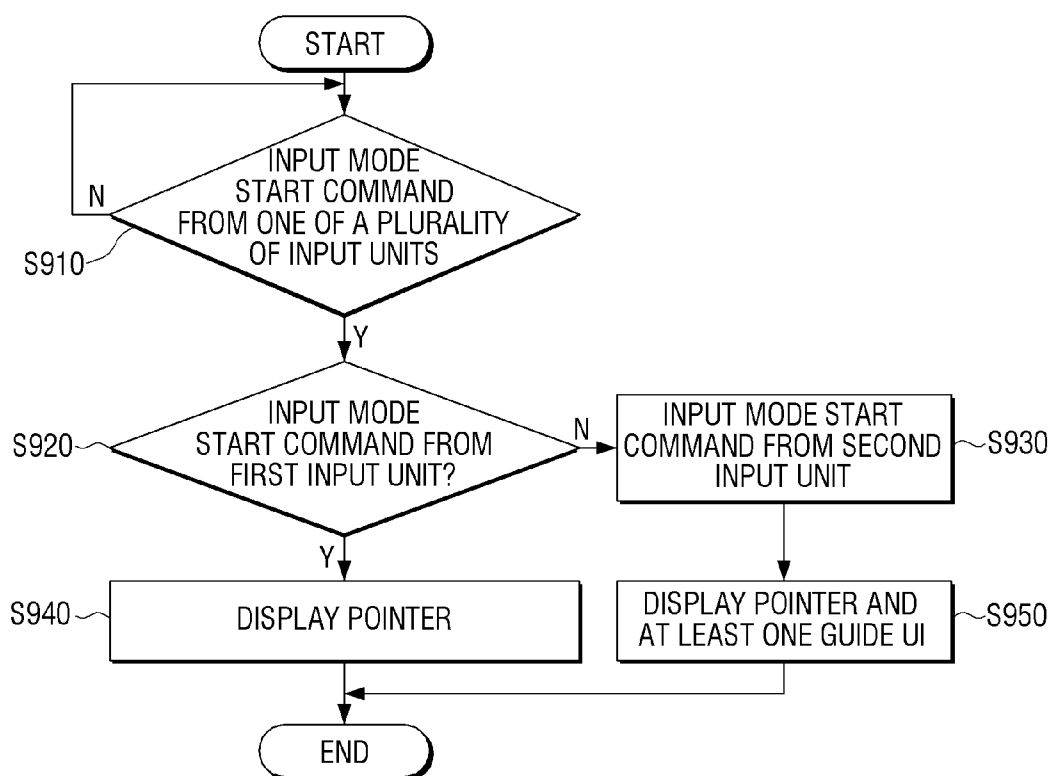 START
INPUT MODE
START COMMAND
FROM ONE OF A PLURALITY
OF INPUT UNITS
N
S910
Y
INPUT MODE
START COMMAND FROM
FIRST INPUT UNIT?
S920
N
INPUT MODE START
COMMAND FROM SECOND
INPUT UNIT
S930
Y
S940
DISPLAY POINTER
DISPLAY POINTER AND
AT LEAST ONE GUIDE UI
S950
END